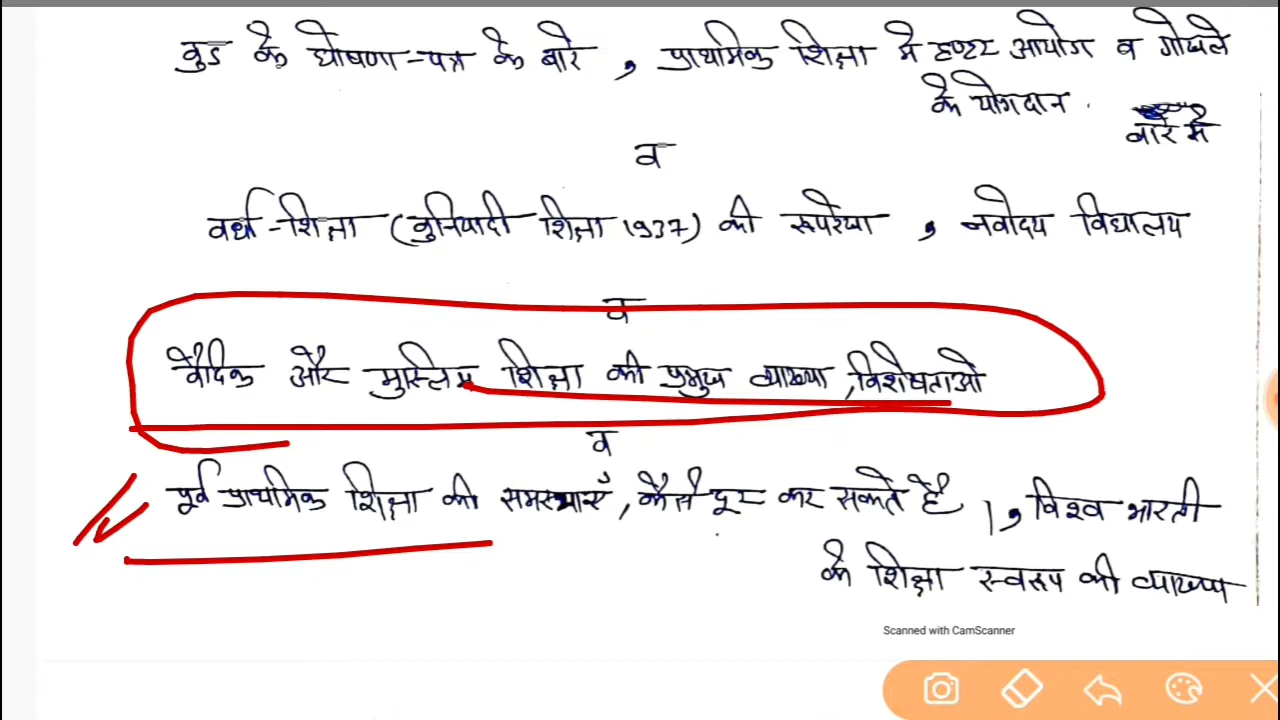 वुड के घोषणा-पत्र के बारे , प्राथमिक शिक्षा मे हण्टर आयोग व गोखले
के योगदान .
बारे में
व
वर्धा-शिक्षा (बुनियादी शिक्षा 1937) की रूपरेखा , नवोदय विद्यालय
व
वैदिक और मुस्लिम शिक्षा की प्रमुख व्याख्या ,विशेषताओ
व
पूर्व प्राथमिक शिक्षा की समस्याएँ ,कैसे दूर कर सकते है । , विश्व भारती
के शिक्षा स्वरूप की व्याख्या
Scanned with CamScanner